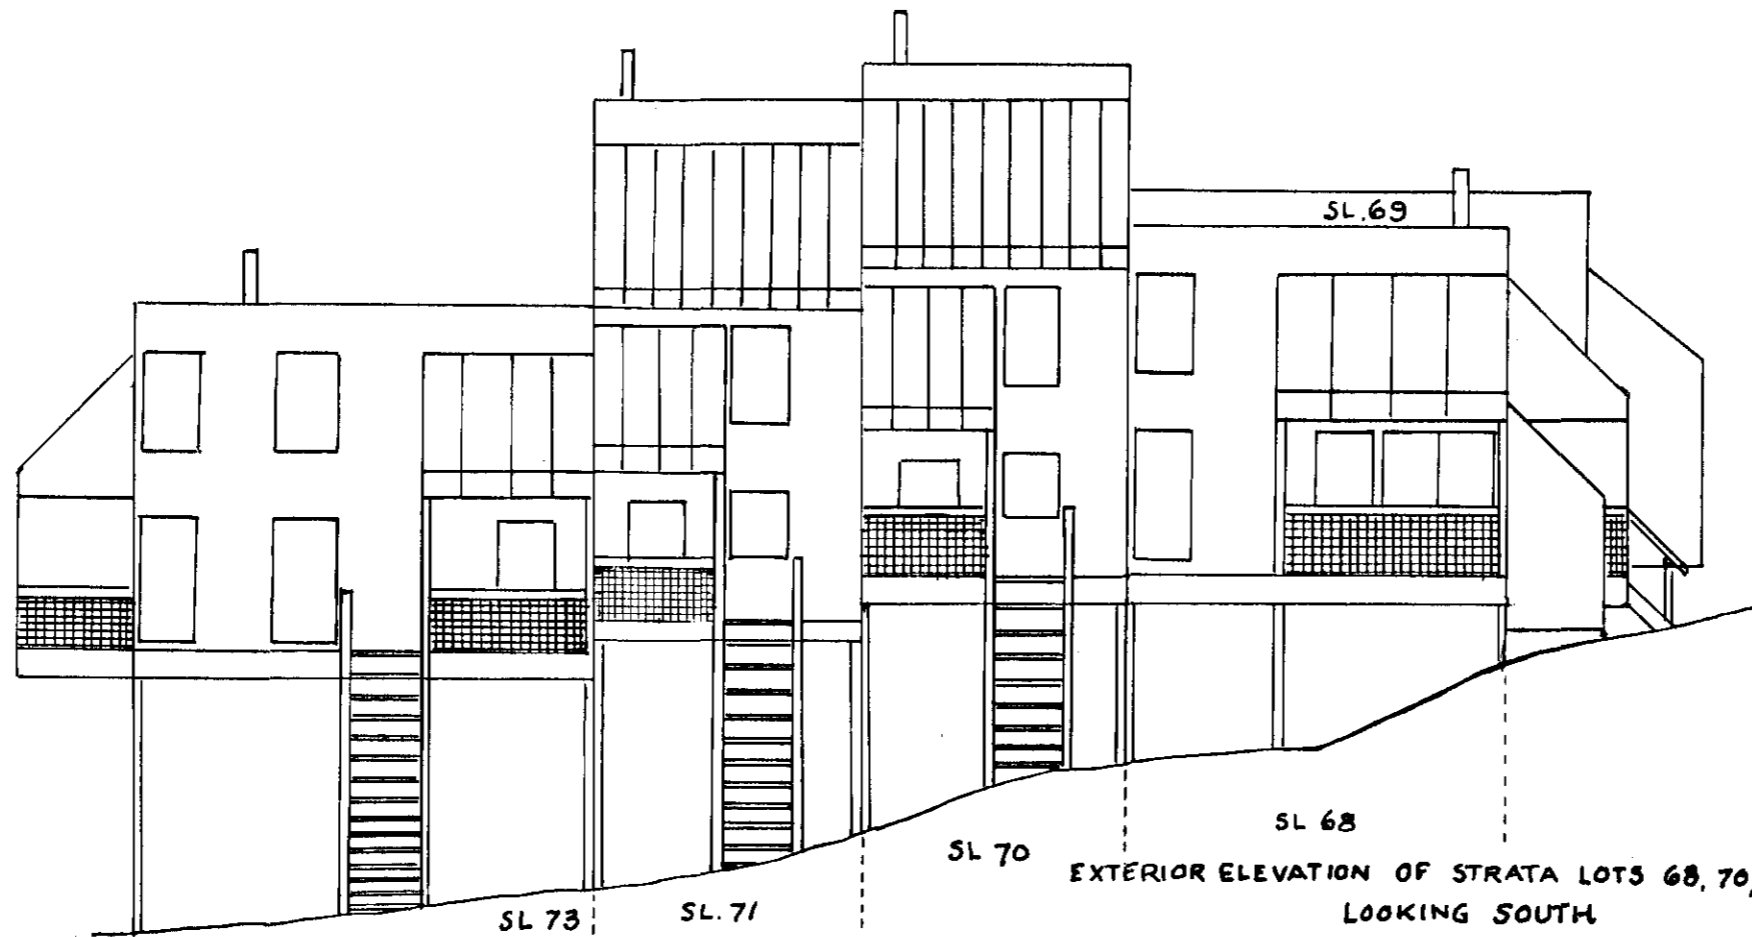 SL.69
SL 68
SL 70
SL. 71
SL 73
EXTERIOR ELEVATION OF STRATA LOTS 68, 70,
LOOKING SOUTH